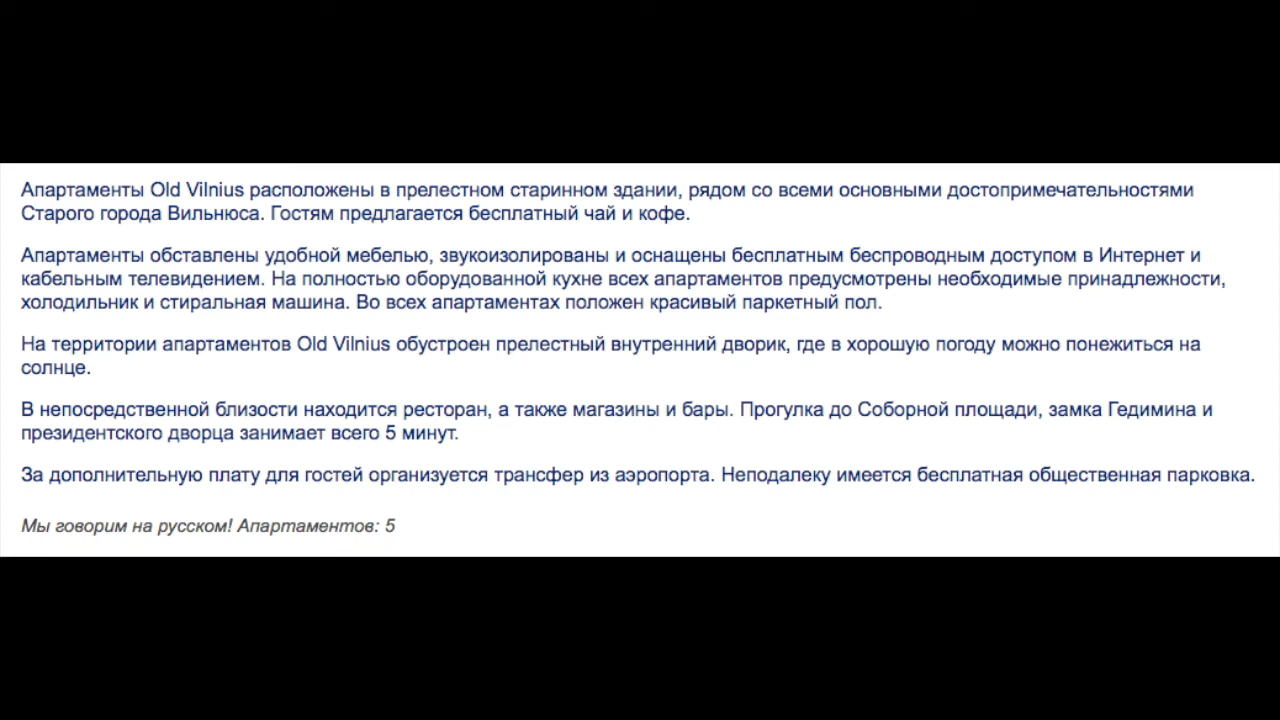 Апартаменты Old Vilnius расположены в прелестном старинном здании, рядом со всеми основными достопримечательностями
Старого города Вильнюса. Гостям предлагается бесплатный чай и кофе.
Апартаменты обставлены удобной мебелью, звукоизолированы и оснащены бесплатным беспроводным доступом в Интернет и
кабельным телевидением. На полностью оборудованной кухне всех апартаментов предусмотрены необходимые принадлежности,
холодильник и стиральная машина. Во всех апартаментах положен красивый паркетный пол.
На территории апартаментов Old Vilnius обустроен прелестный внутренний дворик, где в хорошую погоду можно понежиться на
солнце.
В непосредственной близости находится ресторан, а также магазины и бары. Прогулка до Соборной площади, замка Гедимина и
президентского дворца занимает всего 5 минут.
За дополнительную плату для гостей организуется трансфер из аэропорта. Неподалеку имеется бесплатная общественная парковка.
Мы говорим на русском! Апартаментов: 5